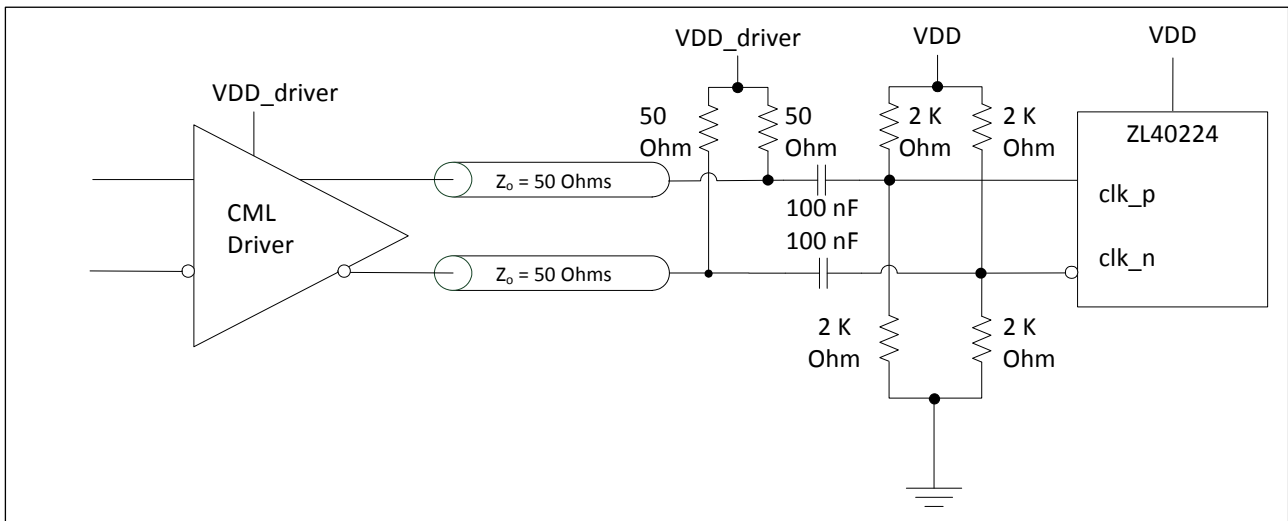 VDD_driver
VDD
VDD
VDD_driver
50
Ohm
50
Ohm
2 K
Ohm
2 K
Ohm
ZL40224
Zₒ = 50 Ohms
clk_p
CML
Driver
100 nF
100 nF
clk_n
Zₒ = 50 Ohms
2 K
Ohm
2 K
Ohm